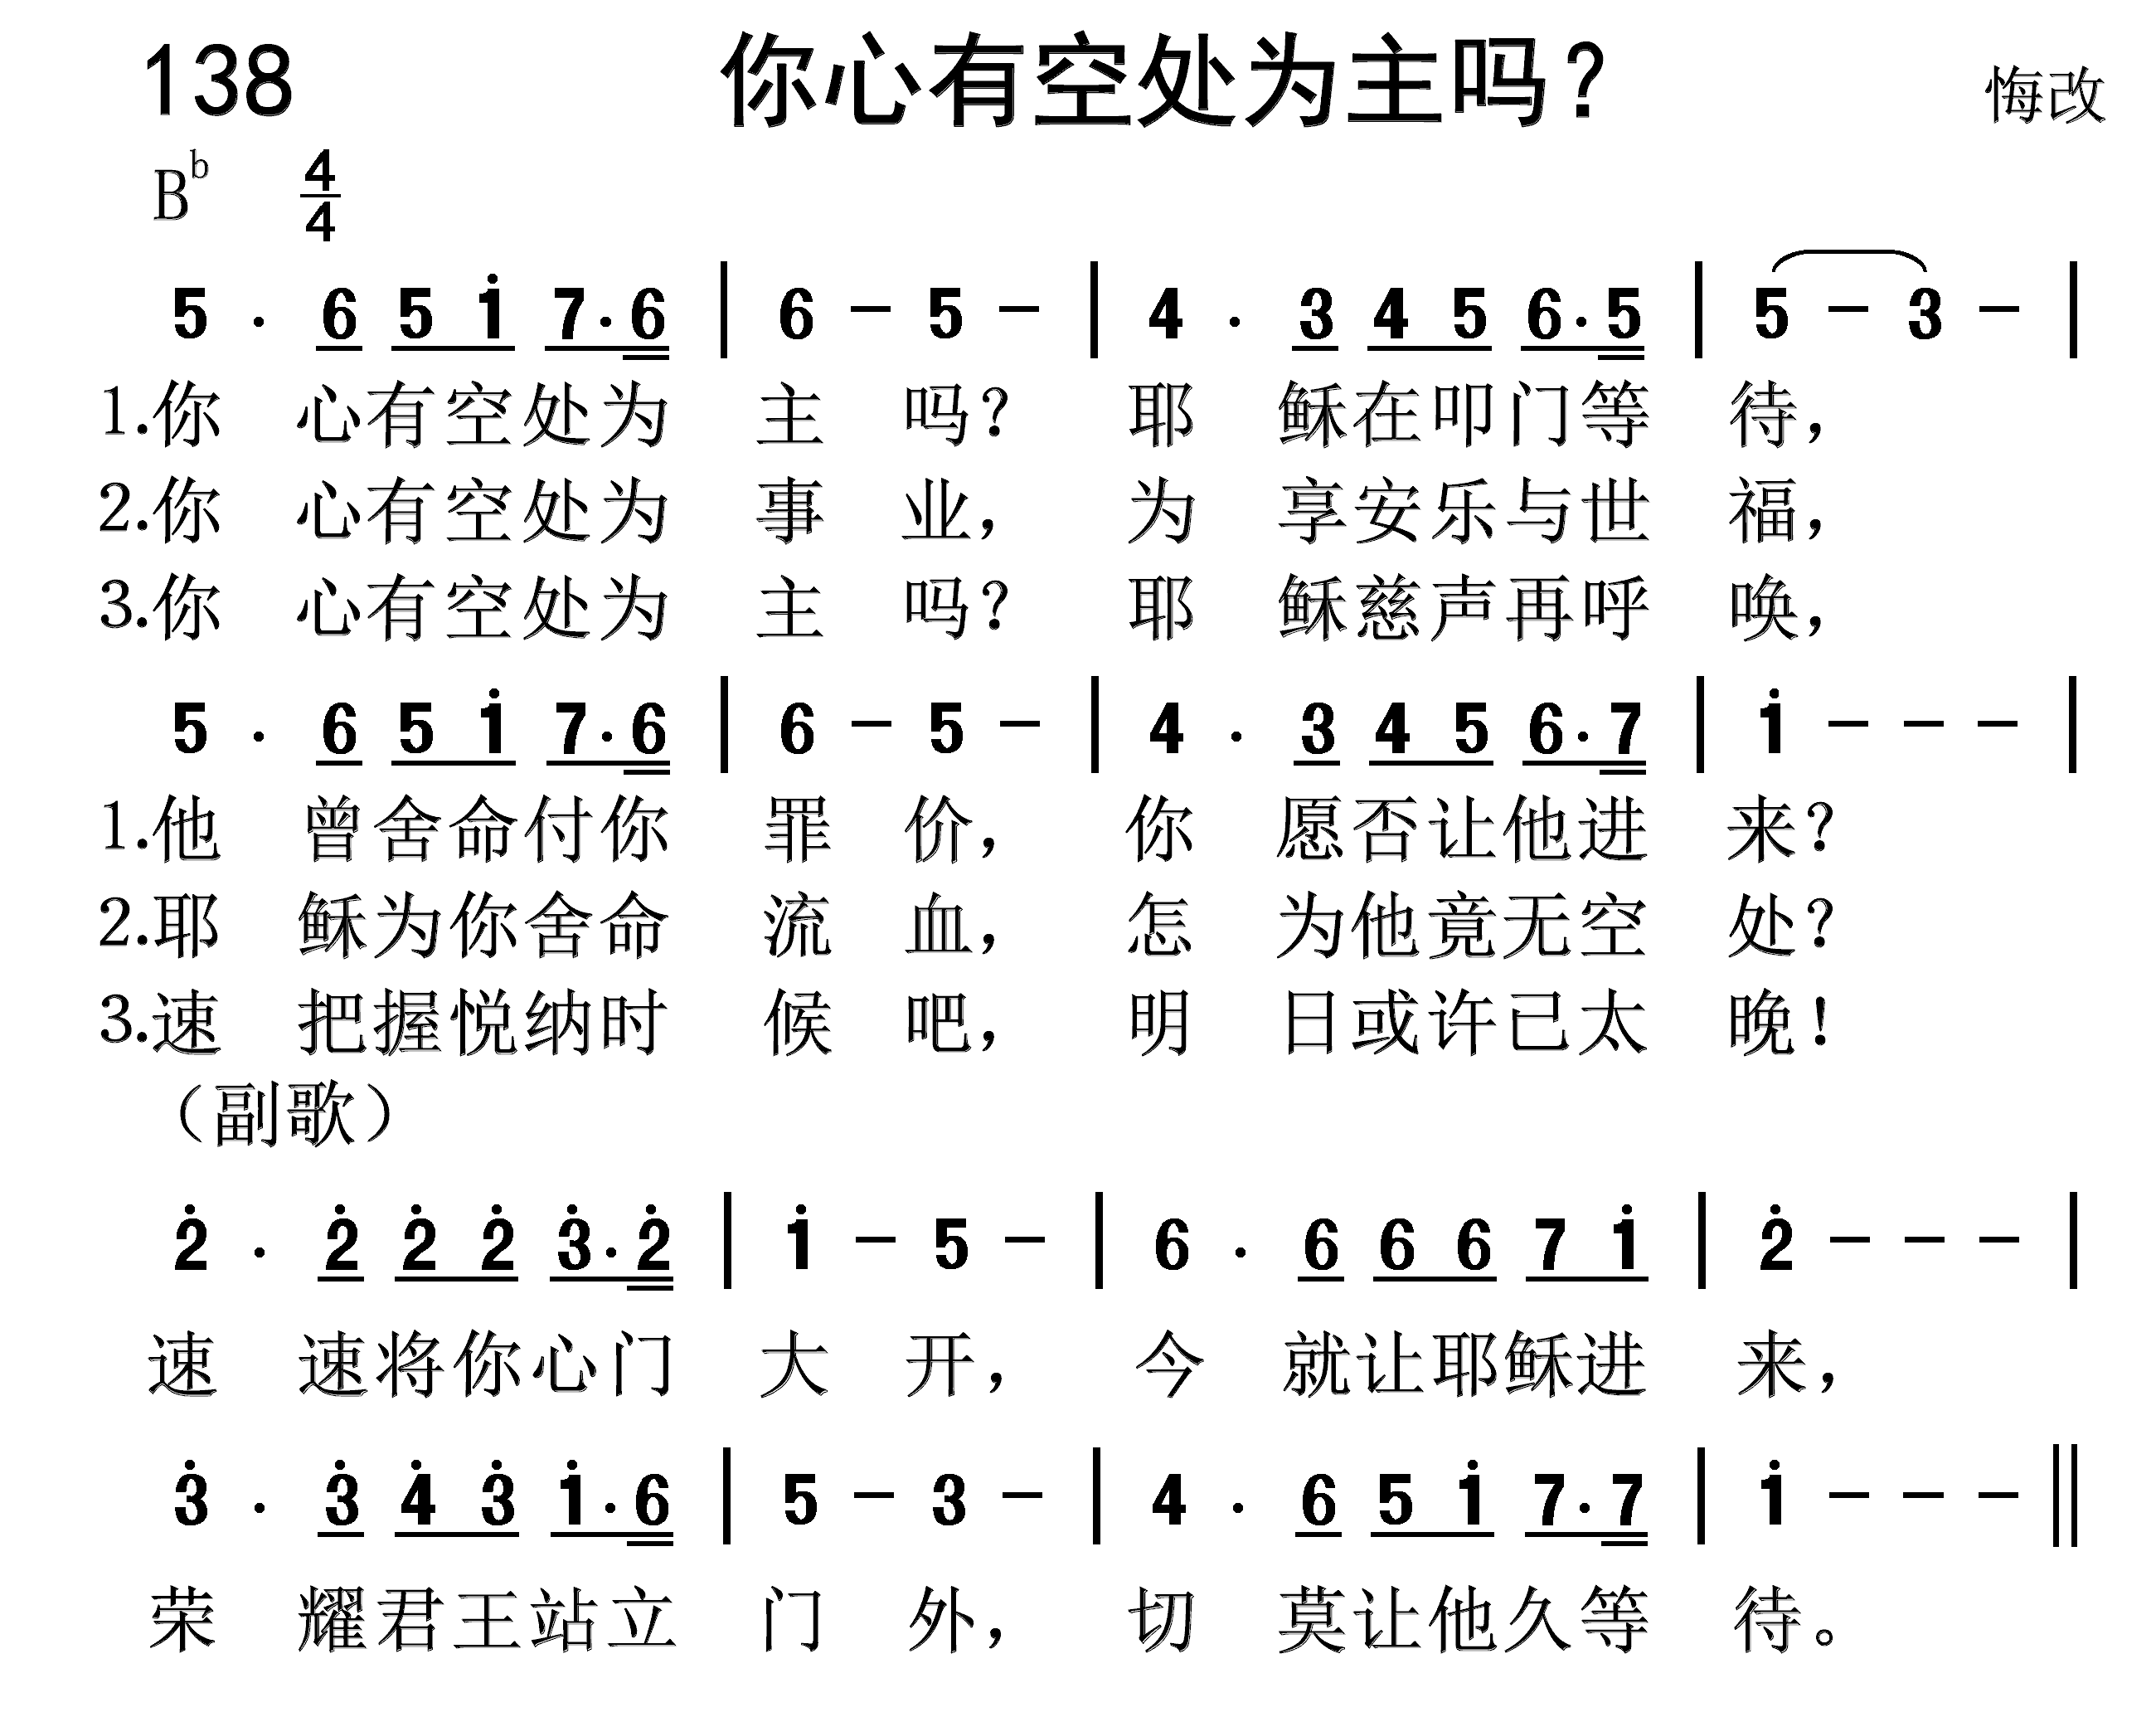 138 你心有空处为主吗？ 悔改
B♭ 4/4
5 · 6 5 i̇ 7·6 | 6 – 5 – | 4 · 3 4 5 6·5 | 5 – 3 – |
1.你 心有空处为 主 吗？ 耶 稣在叩门等 待，
2.你 心有空处为 事 业， 为 享安乐与世 福，
3.你 心有空处为 主 吗？ 耶 稣慈声再呼 唤，
5 · 6 5 1̇ 7·6 | 6 – 5 – | 4 · 3 4 5 6·7 | 1̇ – – – |
1.他 曾舍命付你 罪 价， 你 愿否让他进 来？
2.耶 稣为你舍命 流 血， 怎 为他竟无空 处？
3.速 把握悦纳时 候 吧， 明 日或许已太 晚！
（副歌）
2̇ · 2̇ 2̇ 2̇ 3̇·2̇ | 1̇ – 5 – | 6 · 6 6 6 7 1̇ | 2̇ – – – |
速 速将你心门 大 开， 今 就让耶稣进 来，
3̇ · 3̇ 4̇ 3̇ 1̇·6 | 5 – 3 – | 4 · 6 5 1̇ 7·7 | 1̇ – – – ‖
荣 耀君王站立 门 外， 切 莫让他久等 待。